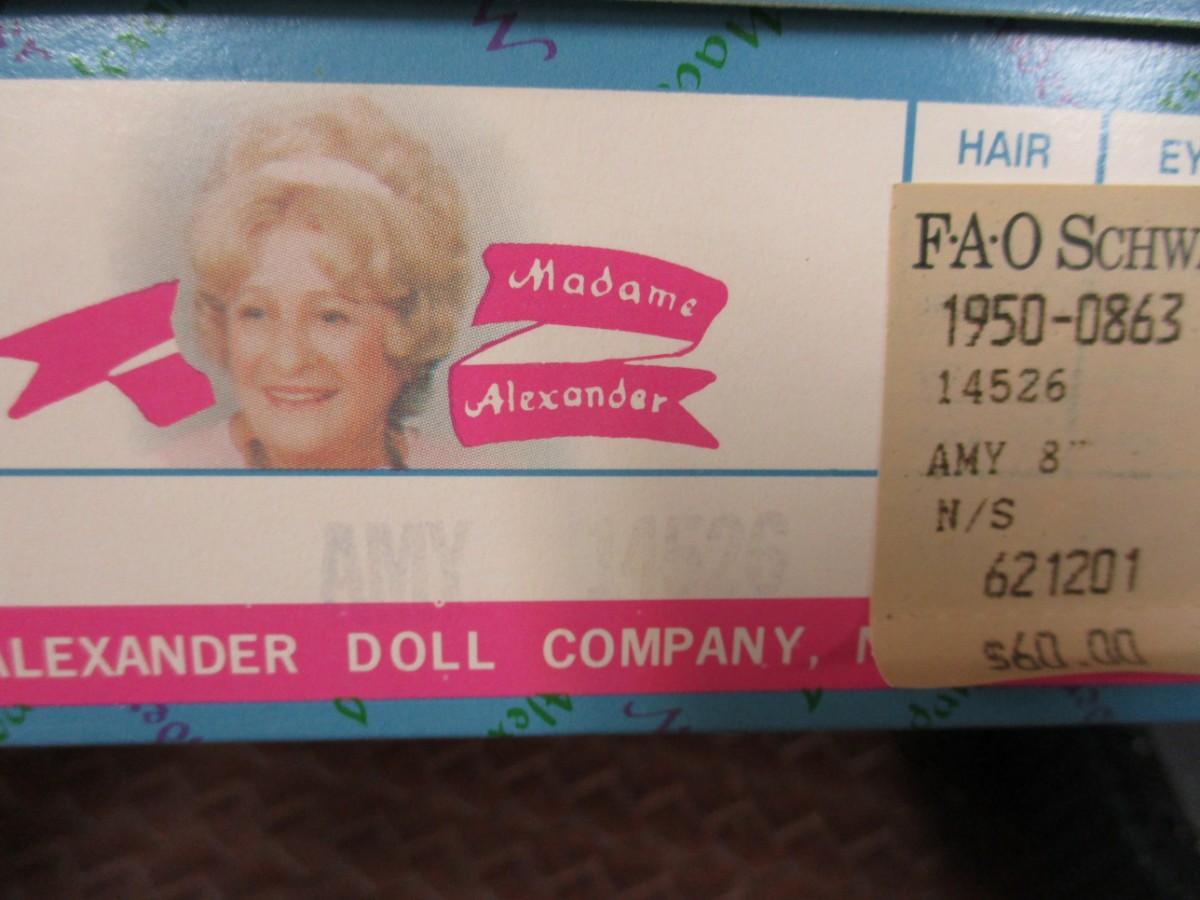 Madame
Alexander
HAIR
EY
F·A·O SCHW
1950-0863
14526
AMY 8"
N/S
621201
$60.00
AMY 14526
ALEXANDER DOLL COMPANY,